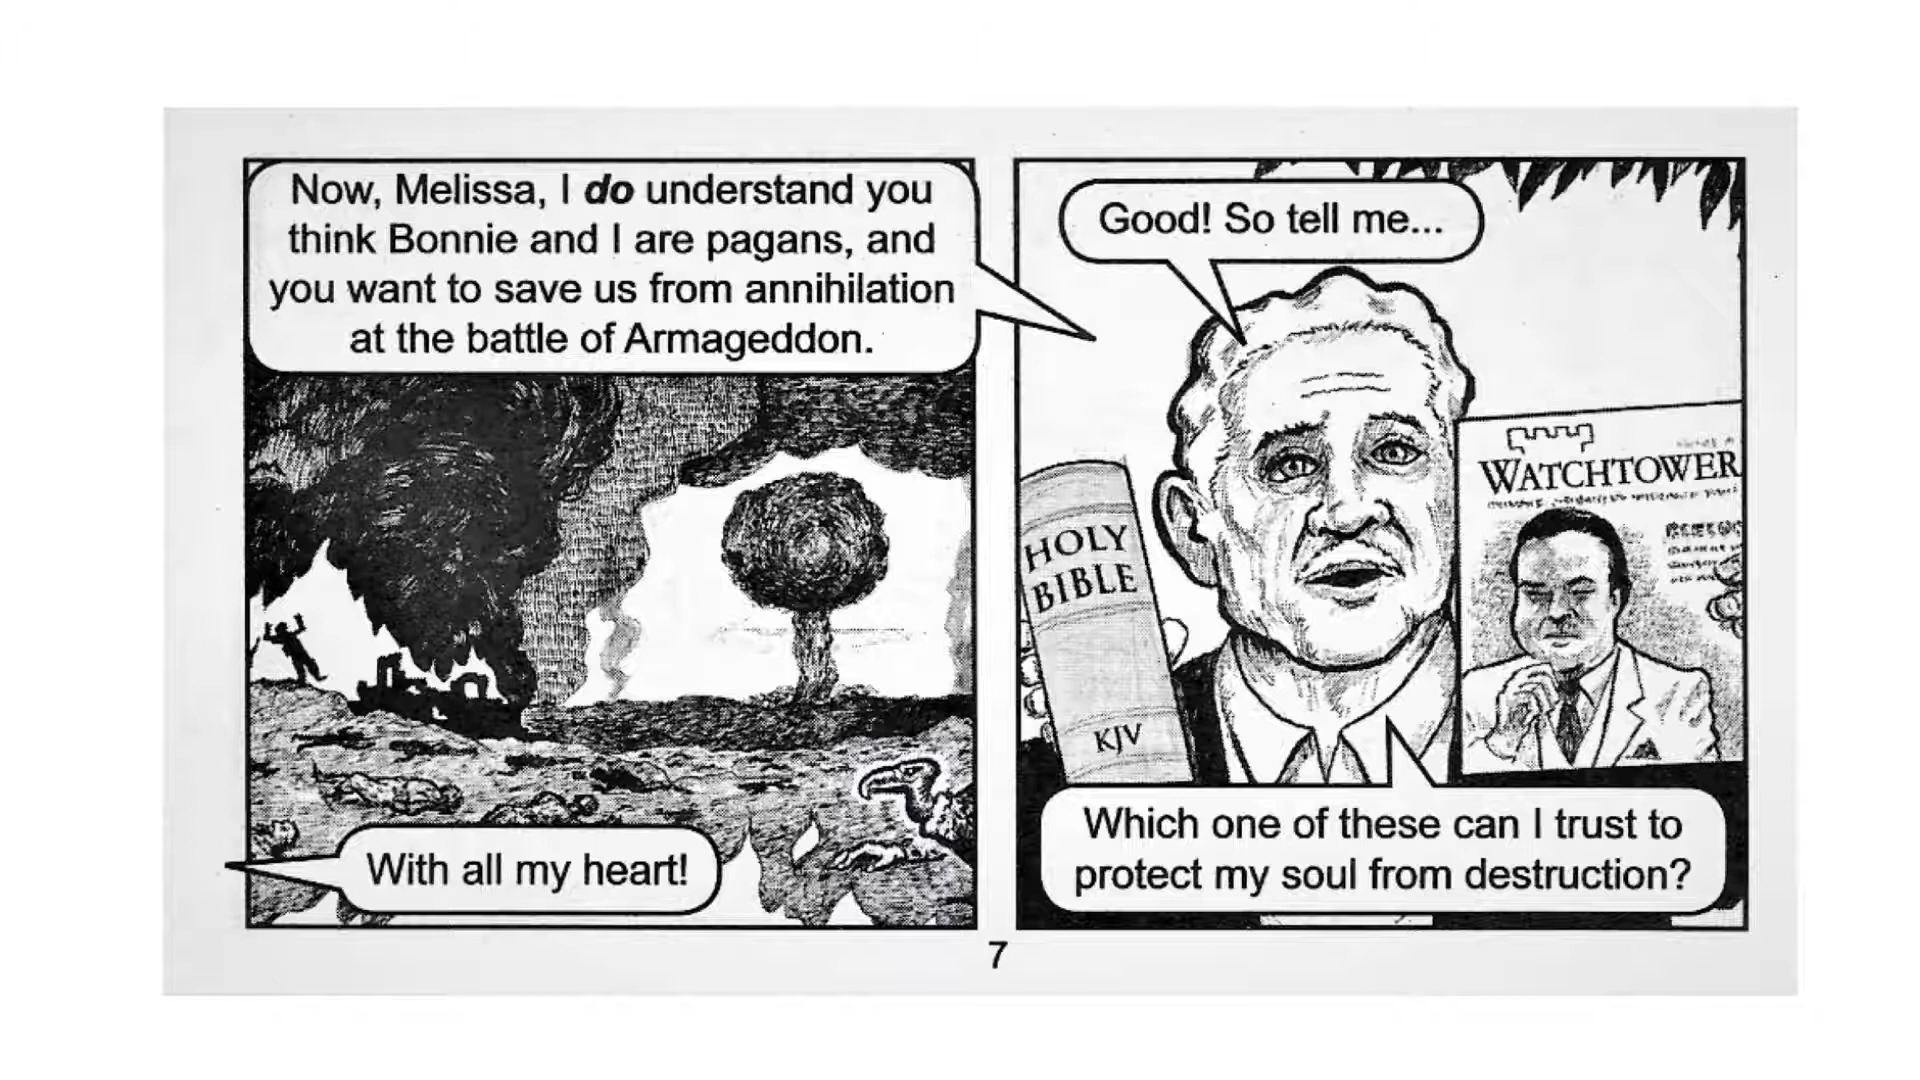 Now, Melissa, I do understand you
think Bonnie and I are pagans, and
you want to save us from annihilation
at the battle of Armageddon.
With all my heart!
Good! So tell me...
HOLY
BIBLE
KJV
WATCHTOWER
Which one of these can I trust to
protect my soul from destruction?
7